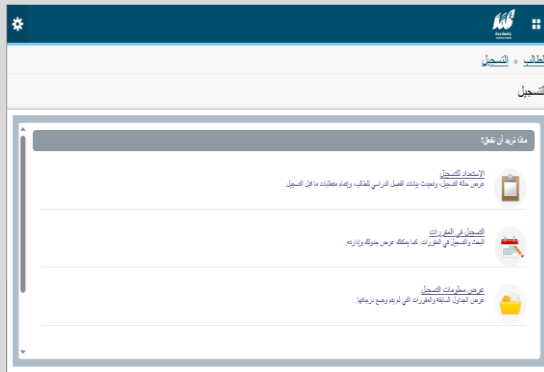 الطالب • التسجيل
التسجيل
ماذا تريد أن تفعل؟
الإستعداد للتسجيل
عرض حالة التسجيل، وتحديث بيانات الفصل الدراسي للطالب، وإتمام متطلبات ما قبل التسجيل.
التسجيل في المقررات
البحث والتسجيل في المقررات. كما يمكنك عرض جدولك وإدارته.
عرض معلومات التسجيل
عرض الجداول السابقة والمقررات التي لم يتم وضع درجاتها.